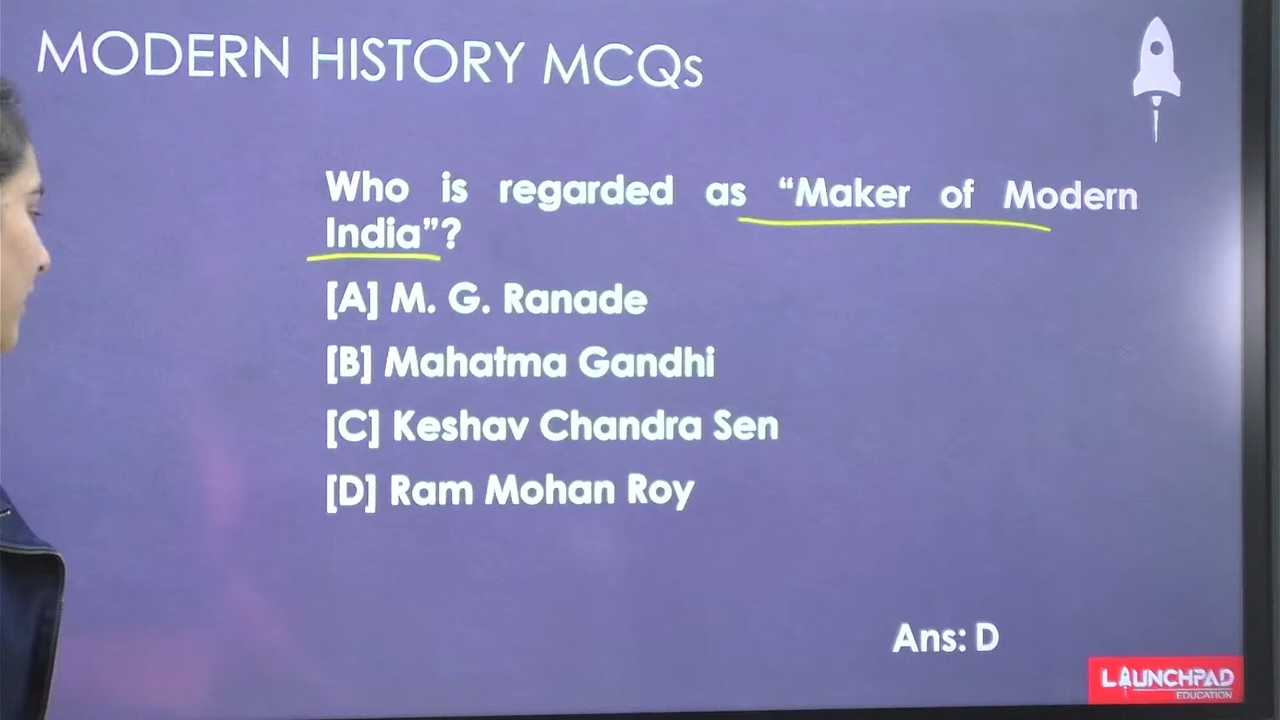 MODERN HISTORY MCQs
Who is regarded as “Maker of Modern
India”?
[A] M. G. Ranade
[B] Mahatma Gandhi
[C] Keshav Chandra Sen
[D] Ram Mohan Roy
Ans: D
LAUNCHPAD
EDUCATION